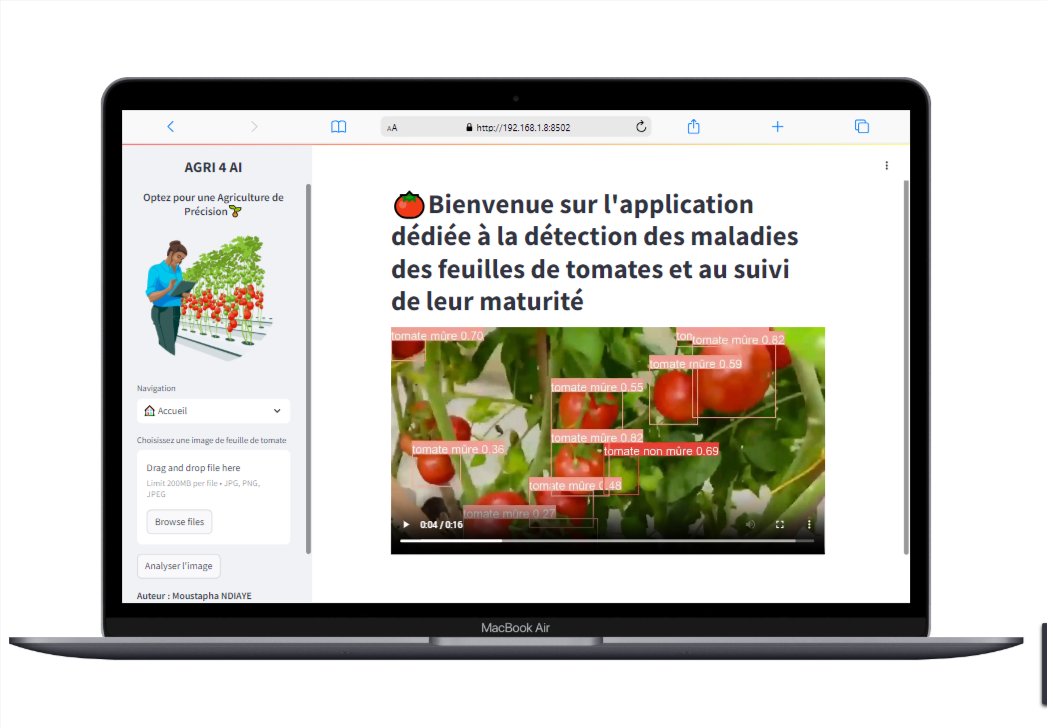 AA
http://192.168.1.8:8502
AGRI 4 AI
Optez pour une Agriculture de
Précision
Navigation
Accueil
Choisissez une image de feuille de tomate
Drag and drop file here
Limit 200MB per file • JPG, PNG,
JPEG
Browse files
Analyser l'image
Auteur : Moustapha NDIAYE
Bienvenue sur l'application
dédiée à la détection des maladies
des feuilles de tomates et au suivi
de leur maturité
tomate mûre 0.70
tomate mûre 0.82
tomate mûre 0.59
tomate mûre 0.55
tomate mûre 0.82
tomate mûre 0.36
tomate non mûre 0.69
tomate mûre 0.48
tomate mûre 0.27
0:04 / 0:16
MacBook Air